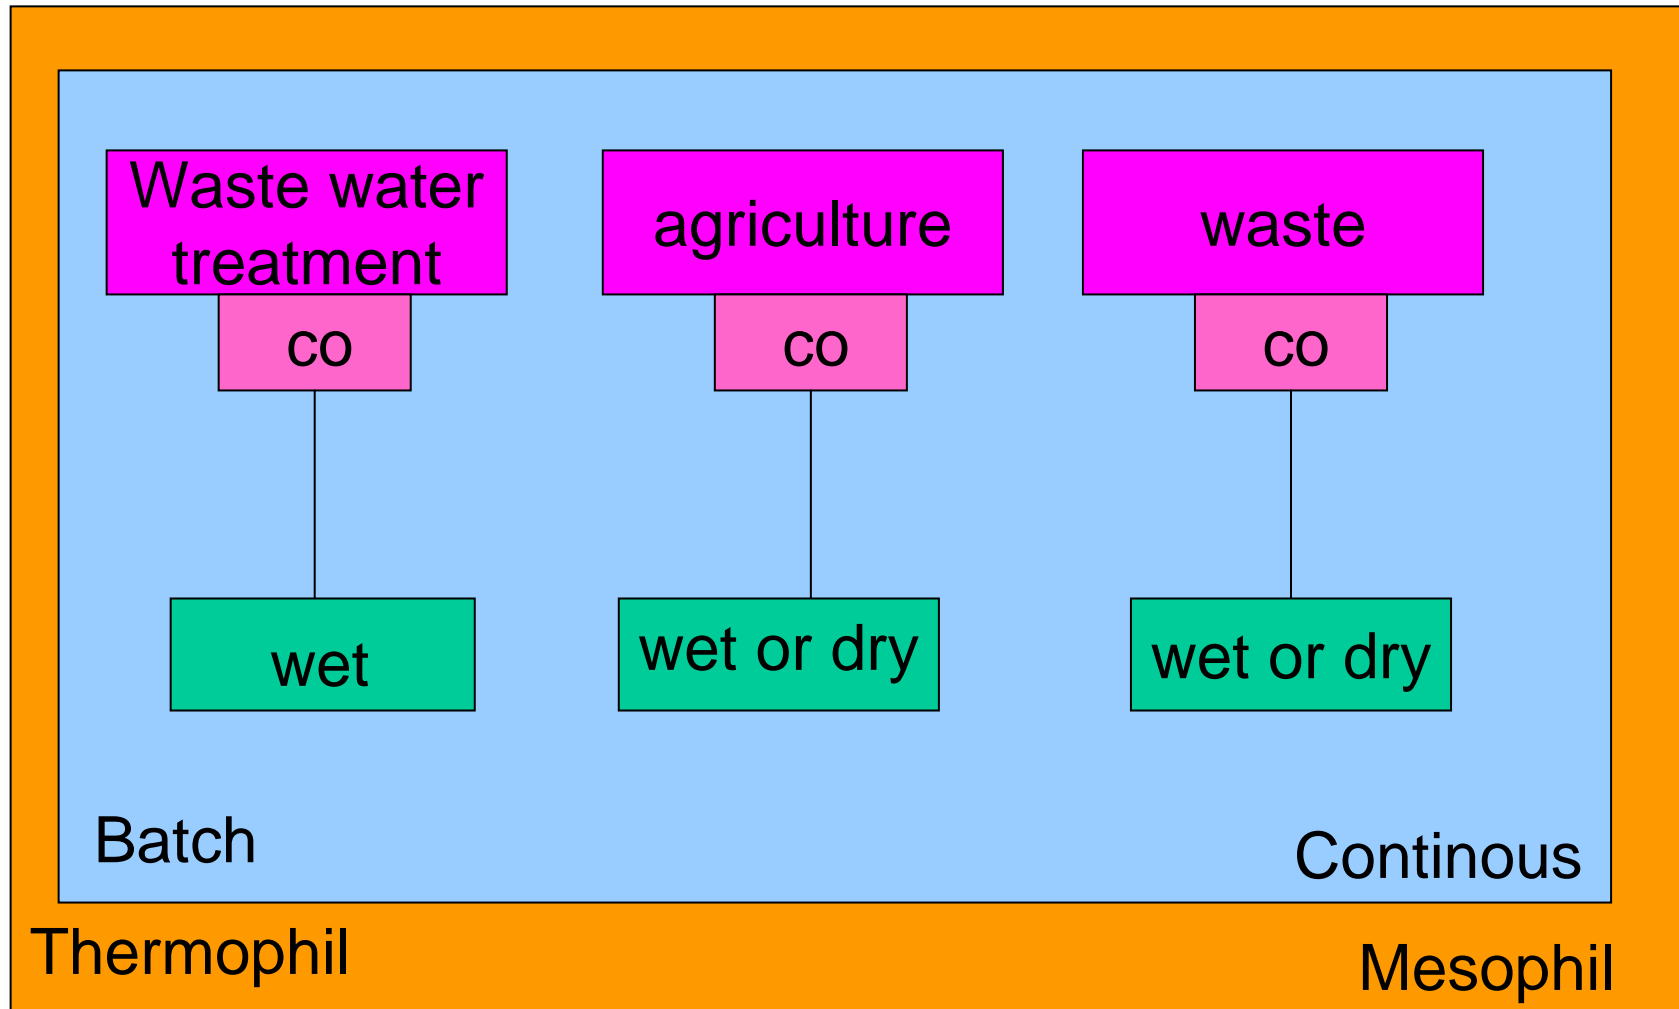 Waste water
treatment
agriculture
waste
co
co
co
wet
wet or dry
wet or dry
Batch
Continous
Thermophil
Mesophil